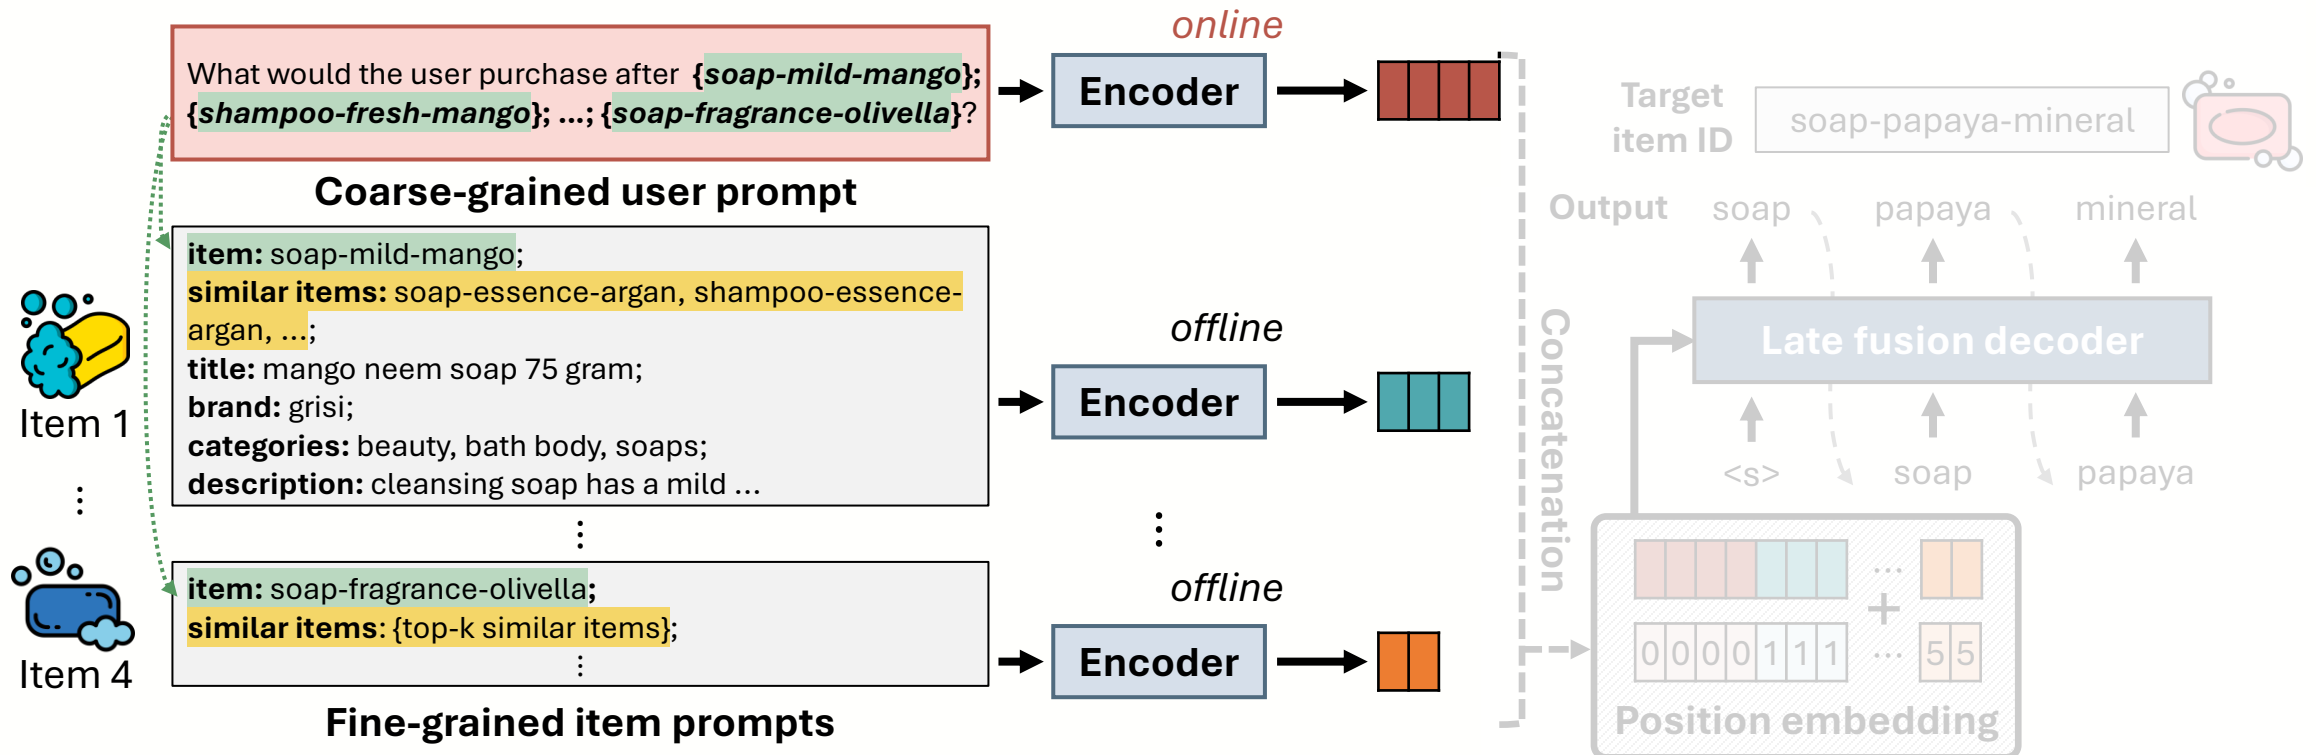 online
What would the user purchase after {soap-mild-mango};
{shampoo-fresh-mango}; ...; {soap-fragrance-olivella}?
Encoder
Coarse-grained user prompt
item: soap-mild-mango;
similar items: soap-essence-argan, shampoo-essence-
argan, ...;
title: mango neem soap 75 gram;
brand: grisi;
categories: beauty, bath body, soaps;
description: cleansing soap has a mild ...
Item 1
offline
Encoder
⋮
⋮
⋮
item: soap-fragrance-olivella;
similar items: {top-k similar items};
⋮
Item 4
offline
Encoder
Fine-grained item prompts
Concatenation
Target
item ID
soap-papaya-mineral
Output
soap
papaya
mineral
Late fusion decoder
<s>
soap
papaya
...
+
0 0 0 0 1 1 1 ... 5 5
Position embedding